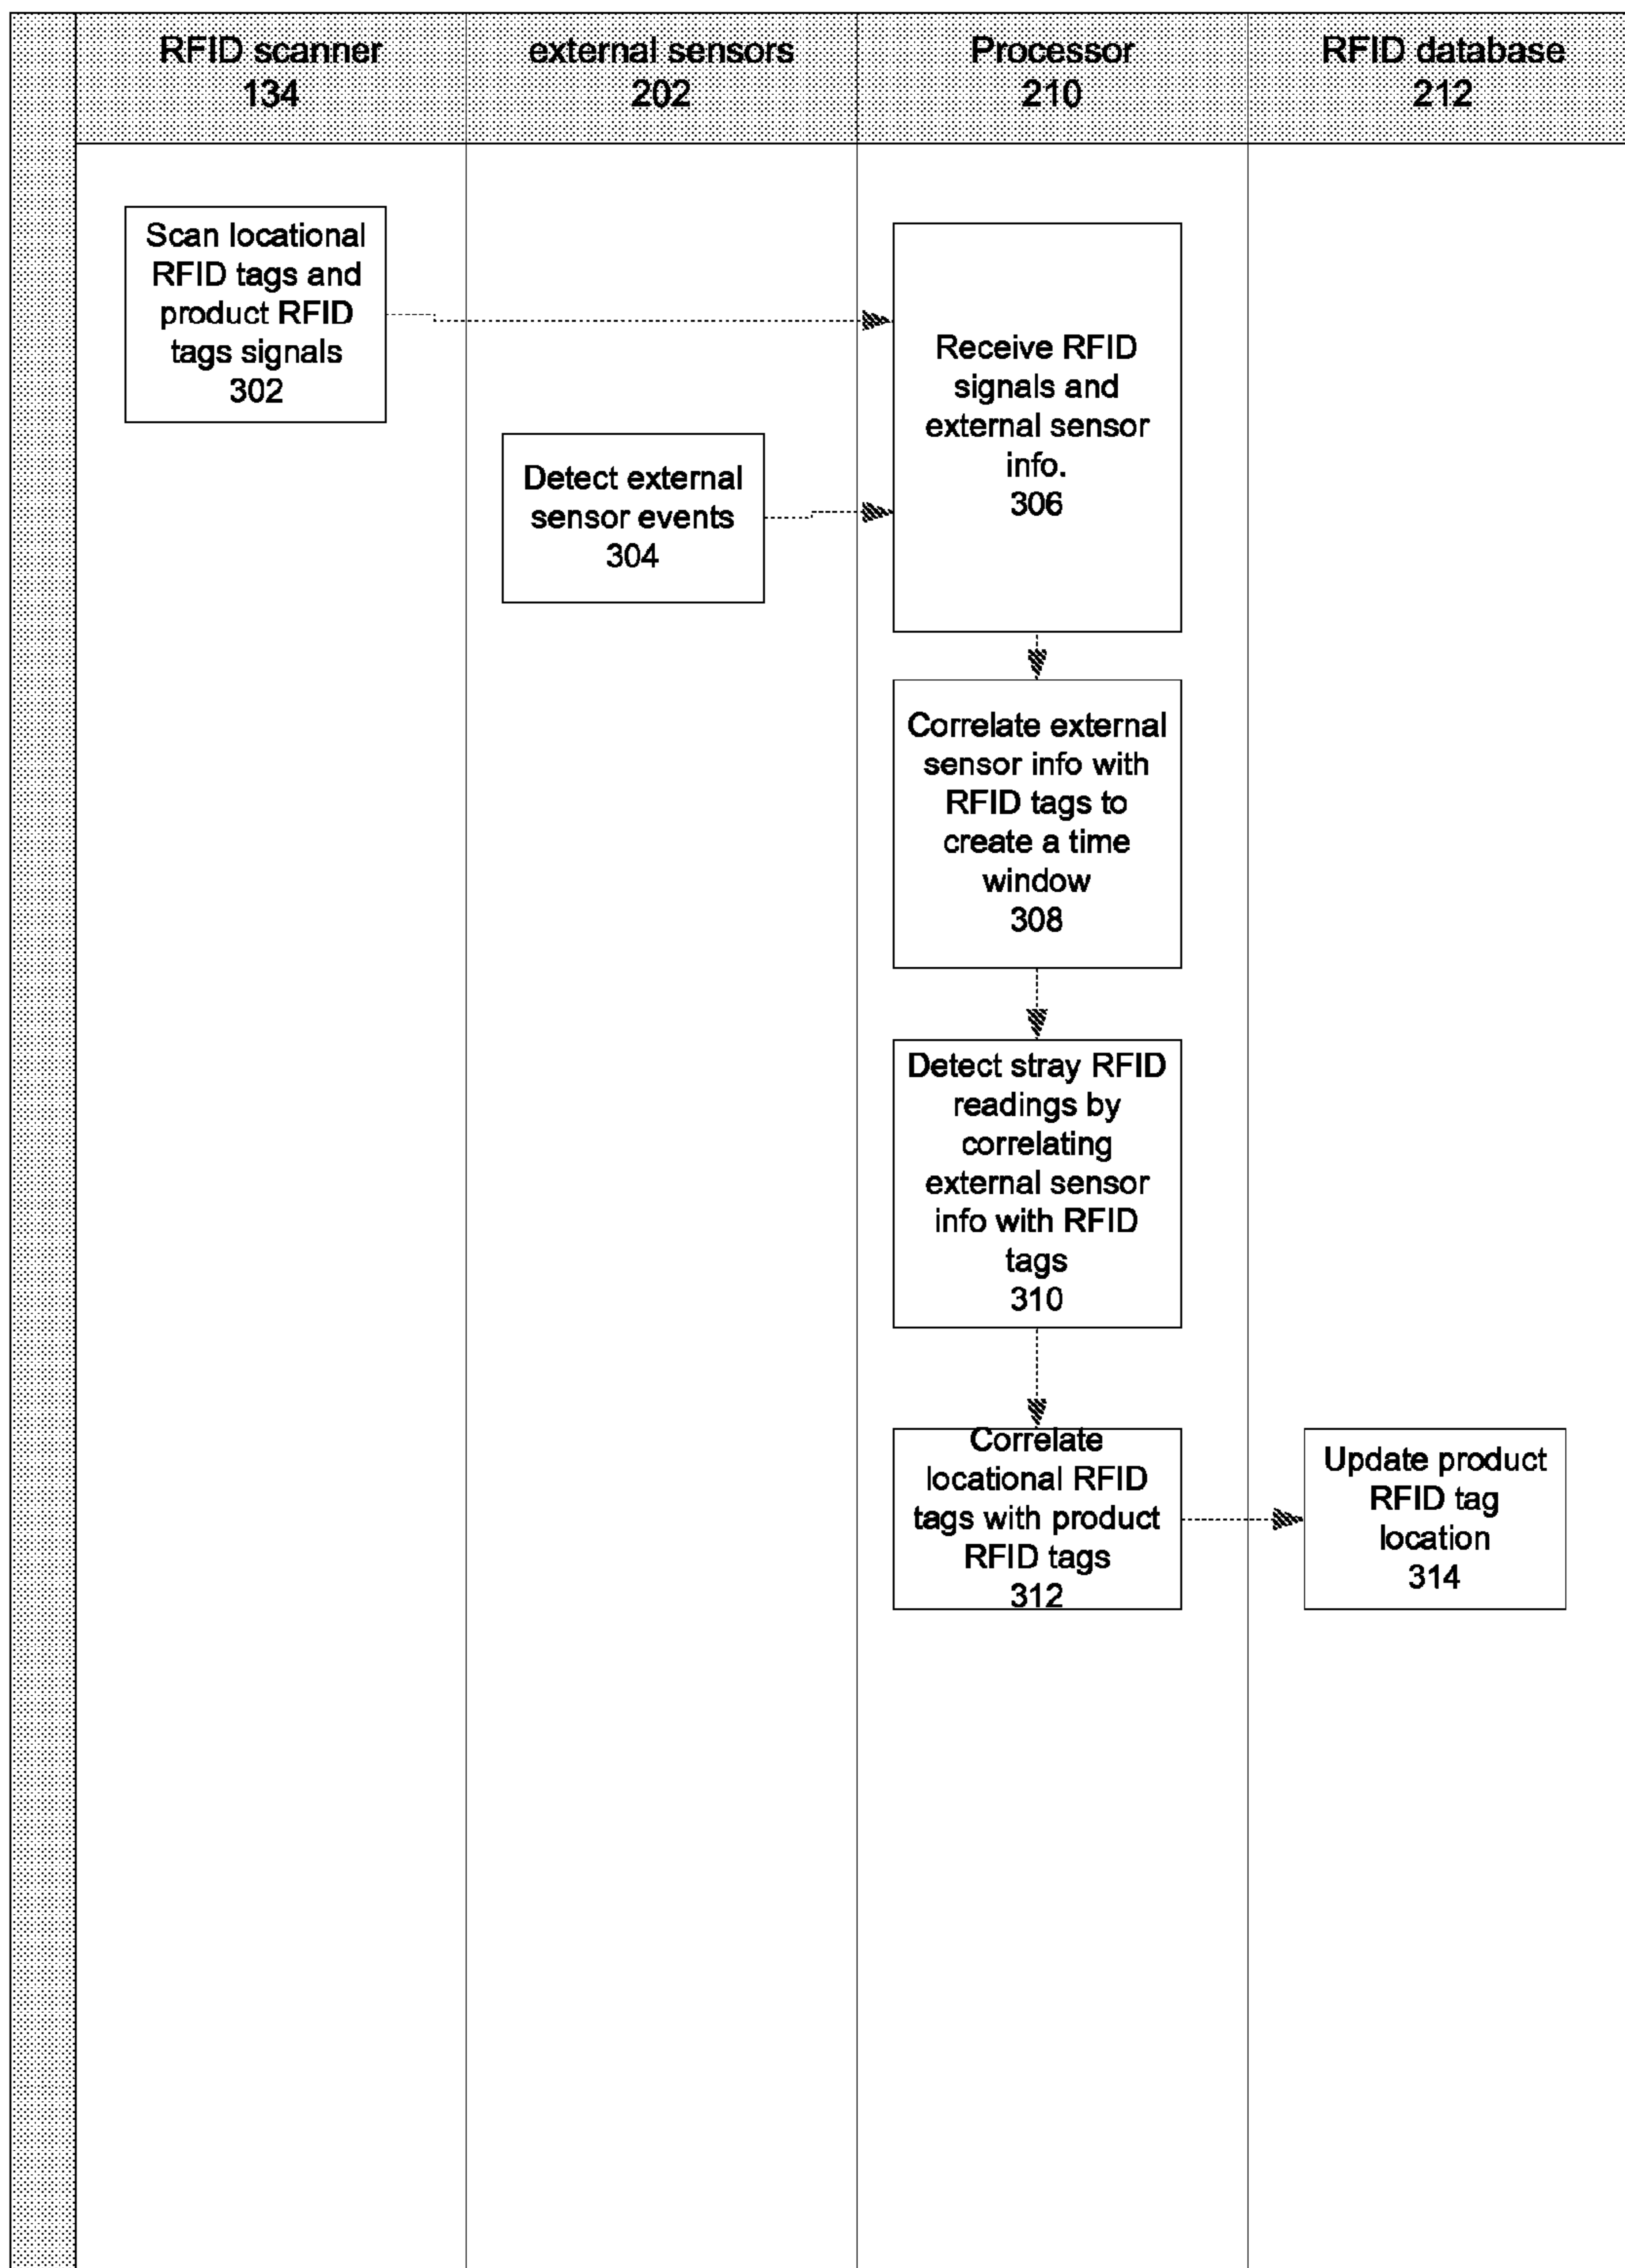 RFID scanner
134
external sensors
202
Processor
210
RFID database
212
Scan locational
RFID tags and
product RFID
tags signals
302
Detect external
sensor events
304
Receive RFID
signals and
external sensor
info.
306
Correlate external
sensor info with
RFID tags to
create a time
window
308
Detect stray RFID
readings by
correlating
external sensor
info with RFID
tags
310
Correlate
locational RFID
tags with product
RFID tags
312
Update product
RFID tag
location
314